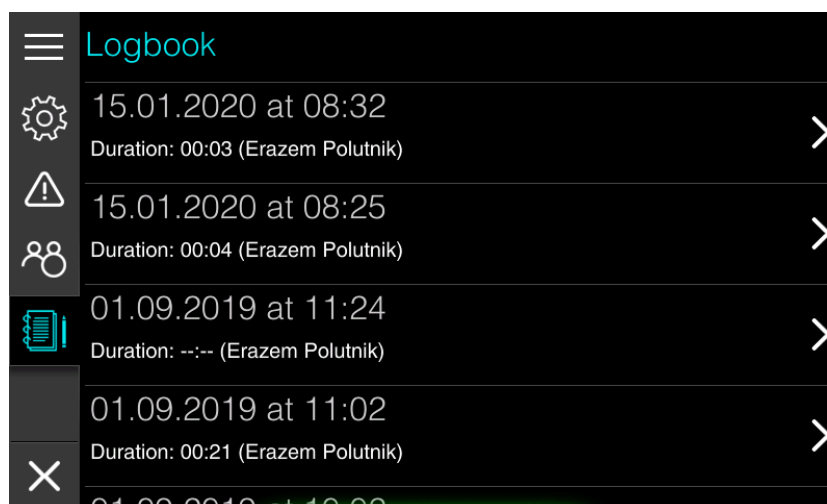 Logbook
15.01.2020 at 08:32
Duration: 00:03 (Erazem Polutnik)
15.01.2020 at 08:25
Duration: 00:04 (Erazem Polutnik)
01.09.2019 at 11:24
Duration: --:-- (Erazem Polutnik)
01.09.2019 at 11:02
Duration: 00:21 (Erazem Polutnik)